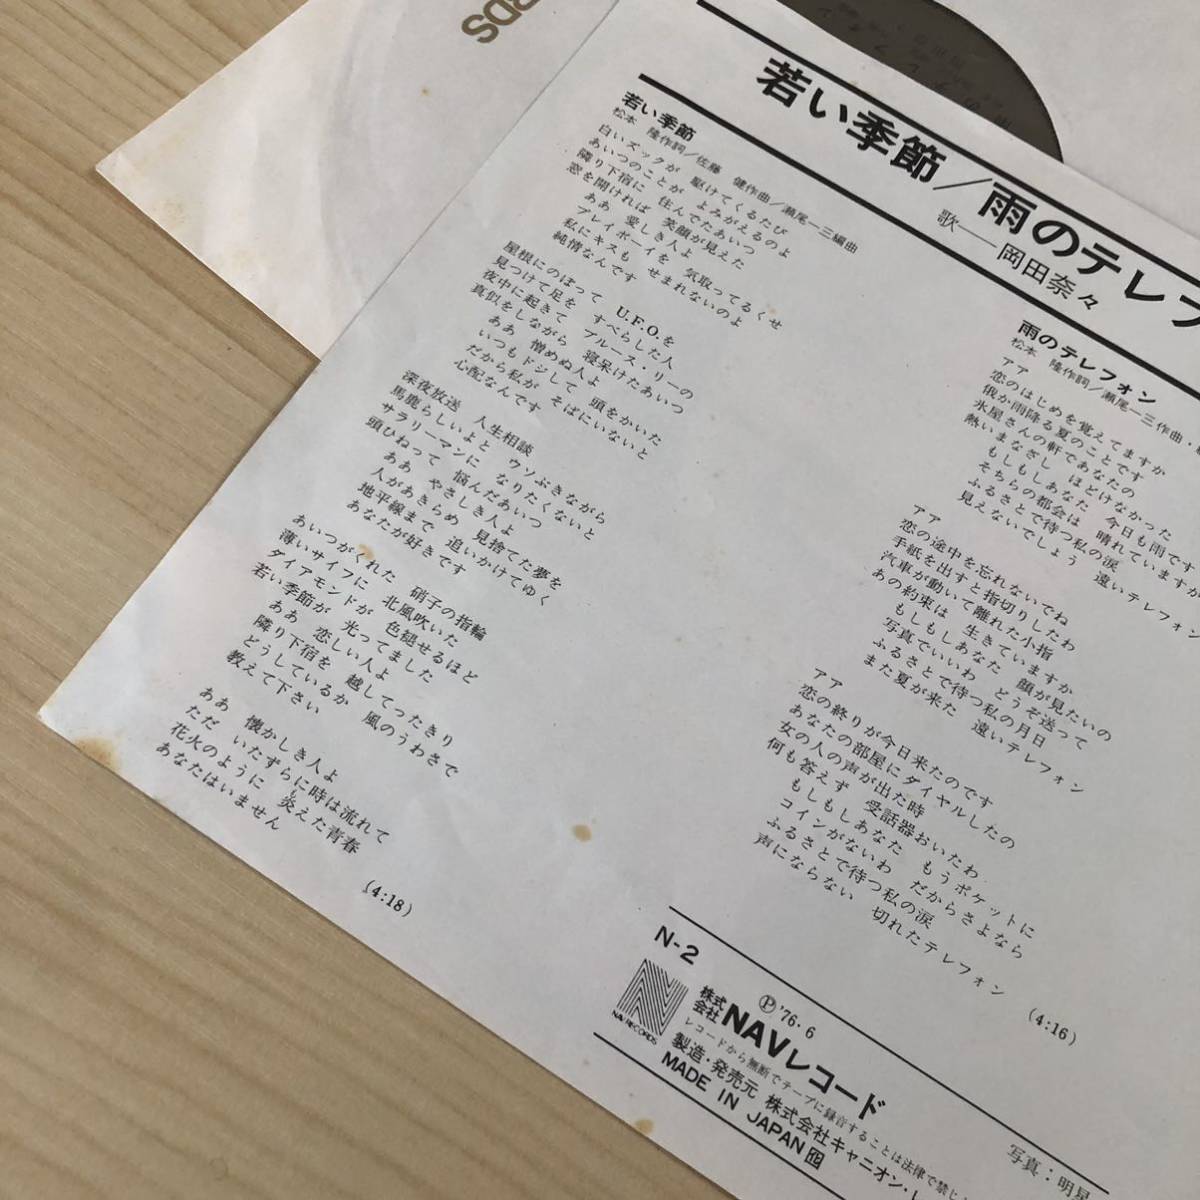 RDS
若い季節/雨のテレフ
歌──岡田奈々
若い季節
松本 隆作詞/佐藤 健作曲/瀬尾一三編曲
白いズックが 駆けてくるたび
あいつのことが よみがえるのよ
隣り下宿に 住んでたあいつ
窓を開ければ 笑顔が見えた
ああ 愛しき人よ
プレイボーイを 気取ってるくせ
私にキスも せまれないのよ
純情なんです
屋根にのぼって U.F.O.を
見つけて足を すべらした人
夜中に起きて ブルース・リーの
真似をしながら 寝呆けたあいつ
ああ 憎めぬ人よ
いつもドジして 頭をかいた
だから私が そばにいないと
心配なんです
深夜放送 人生相談
馬鹿らしいよと ウソぶきながら
サラリーマンに なりたくないと
頭ひねって 悩んだあいつ
ああ やさしき人よ
人があきらめ 見捨てた夢を
地平線まで 追いかけてゆく
あなたが好きです
あいつがくれた 硝子の指輪
薄いサイフに 北風吹いた
ダイアモンドが 色褪せるほど
若い季節が 光ってました
ああ 恋しい人よ
隣り下宿を 越してったきり
どうしているか 風のうわさで
教えて下さい
ああ 懐かしき人よ
ただ いたずらに時は流れて
花火のように 炎えた青春
あなたはいません
(4:18)
雨のテレフォン
松本 隆作詞/瀬尾一三作曲・
アア
恋のはじめを覚えてますか
俄か雨降る夏のことです
氷屋さんの軒であなたの
熱いまなざし ほどけなかった
もしもしあなた 今日も雨です
そちらの都会は 晴れていますか
ふるさとで待つ私の涙
見えないでしょう 遠いテレフォン
アア
恋の途中を忘れないでね
手紙を出すと指切りしたわ
汽車が動いて離れた小指
あの約束は 生きていますか
もしもしあなた 顔が見たいの
写真でいいわ どうぞ送って
ふるさとで待つ私の月日
また夏が来た 遠いテレフォン
アア
恋の終りが今日来たのです
あなたの部屋にダイヤルしたの
女の人の声が出た時
何も答えず 受話器おいたわ
もしもしあなた もうポケットに
コインがないわ だからさよなら
ふるさとで待つ私の涙
声にならない 切れたテレフォン
(4:16)
N-2
Ⓟ '76.6
NAV RECORDS
株式会社NAVレコード
レコードから無断でテープに録音することは法律で禁じ
製造・発売元 株式会社キャニオン・レ
MADE IN JAPAN
写真：明星